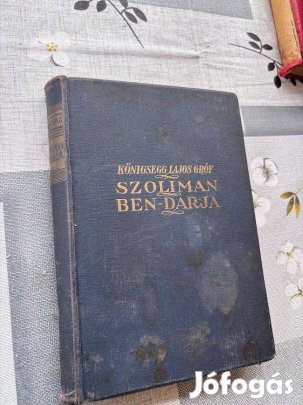 KÖNIGSEGG LAJOS GRÓF
SZOLIMAN
BEN-DARJA
Jófogás